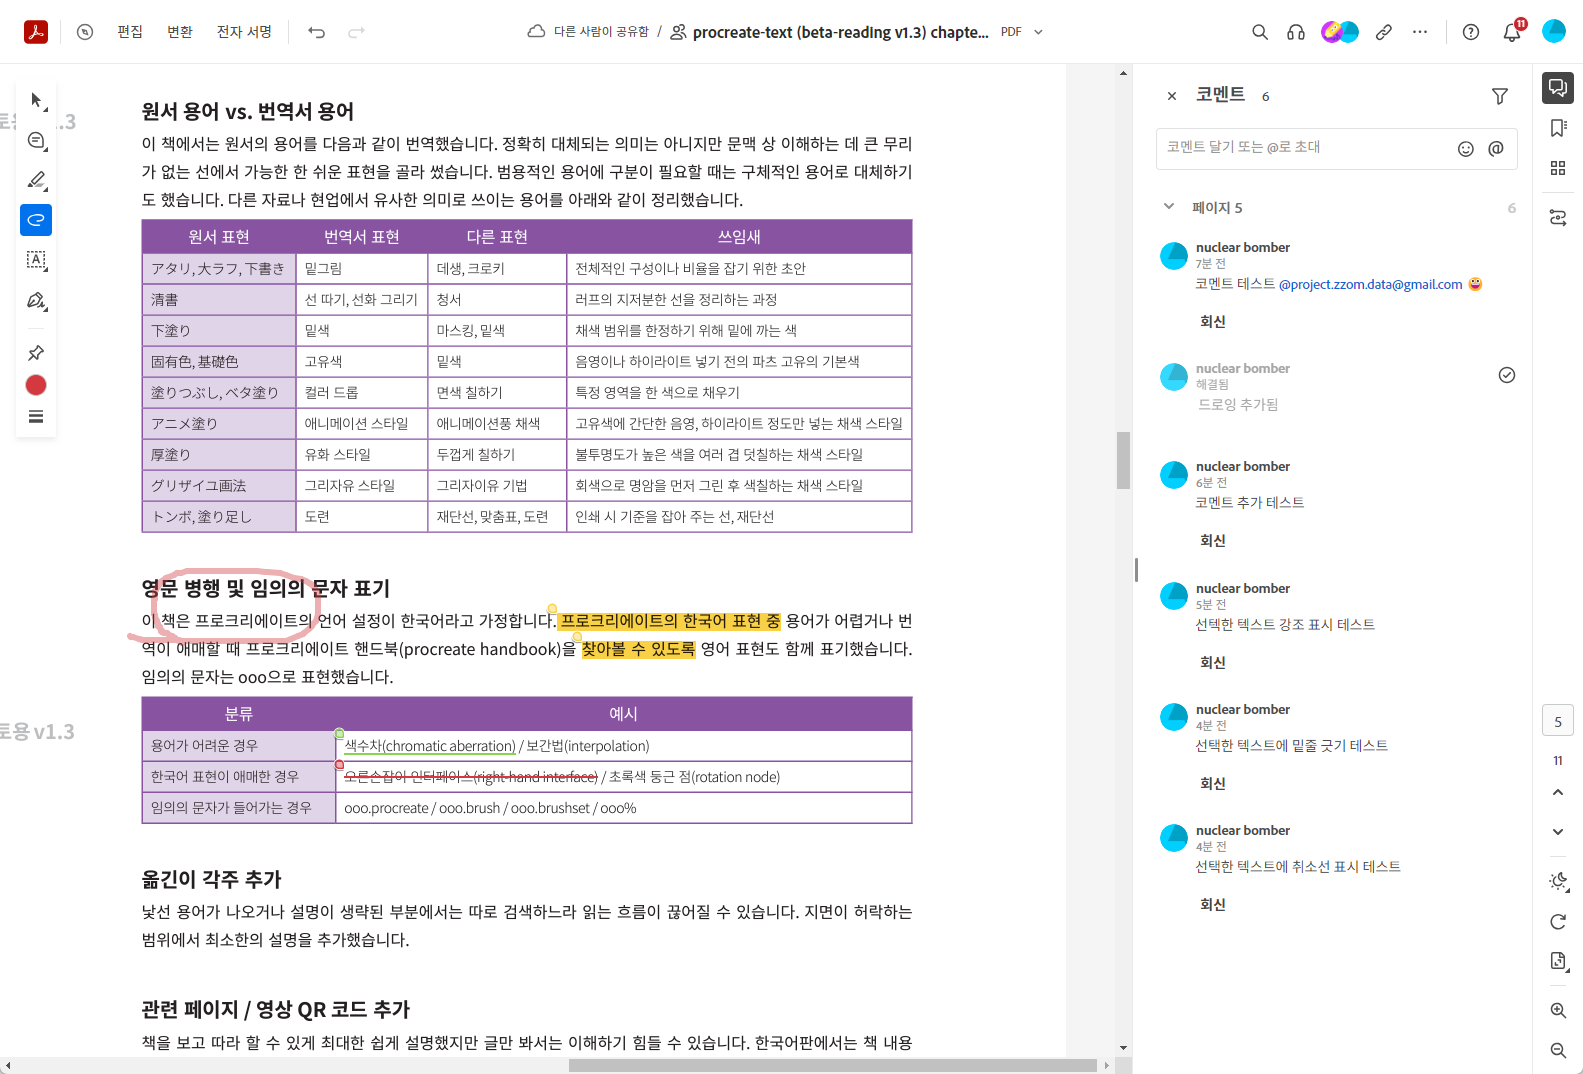 편집 변환 전자 서명 다른 사람이 공유함 / procreate-text (beta-reading v1.3) chapte... PDF 11
원서 용어 vs. 번역서 용어
이 책에서는 원서의 용어를 다음과 같이 번역했습니다. 정확히 대체되는 의미는 아니지만 문맥 상 이해하는 데 큰 무리
가 없는 선에서 가능한 한 쉬운 표현을 골라 썼습니다. 범용적인 용어에 구분이 필요할 때는 구체적인 용어로 대체하기
도 했습니다. 다른 자료나 현업에서 유사한 의미로 쓰이는 용어를 아래와 같이 정리했습니다.
원서 표현 번역서 표현 다른 표현 쓰임새
アタリ, 大ラフ, 下書き 밑그림 데생, 크로키 전체적인 구성이나 비율을 잡기 위한 초안
清書 선 따기, 선화 그리기 청서 러프의 지저분한 선을 정리하는 과정
下塗り 밑색 마스킹, 밑색 채색 범위를 한정하기 위해 밑에 까는 색
固有色, 基礎色 고유색 밑색 음영이나 하이라이트 넣기 전의 파츠 고유의 기본색
塗りつぶし, ベタ塗り 컬러 드롭 면색 칠하기 특정 영역을 한 색으로 채우기
アニメ塗り 애니메이션 스타일 애니메이션풍 채색 고유색에 간단한 음영, 하이라이트 정도만 넣는 채색 스타일
厚塗り 유화 스타일 두껍게 칠하기 불투명도가 높은 색을 여러 겹 덧칠하는 채색 스타일
グリザイユ画法 그리자유 스타일 그리자이유 기법 회색으로 명암을 먼저 그린 후 색칠하는 채색 스타일
トンボ, 塗り足し 도련 재단선, 맞춤표, 도련 인쇄 시 기준을 잡아 주는 선, 재단선
영문 병행 및 임의의 문자 표기
이 책은 프로크리에이트의 언어 설정이 한국어라고 가정합니다. 프로크리에이트의 한국어 표현 중 용어가 어렵거나 번
역이 애매할 때 프로크리에이트 핸드북(procreate handbook)을 찾아볼 수 있도록 영어 표현도 함께 표기했습니다.
임의의 문자는 ooo으로 표현했습니다.
분류 예시
용어가 어려운 경우 색수차(chromatic aberration) / 보간법(interpolation)
한국어 표현이 애매한 경우 오른손잡이 인터페이스(right-hand interface) / 초록색 둥근 점(rotation node)
임의의 문자가 들어가는 경우 ooo.procreate / ooo.brush / ooo.brushset / ooo%
옮긴이 각주 추가
낯선 용어가 나오거나 설명이 생략된 부분에서는 따로 검색하느라 읽는 흐름이 끊어질 수 있습니다. 지면이 허락하는
범위에서 최소한의 설명을 추가했습니다.
관련 페이지 / 영상 QR 코드 추가
책을 보고 따라 할 수 있게 최대한 쉽게 설명했지만 글만 봐서는 이해하기 힘들 수 있습니다. 한국어판에서는 책 내용
.3
토용 v1.3
코멘트 6
코멘트 달기 또는 @로 초대
페이지 5 6
nuclear bomber
7분 전
코멘트 테스트 @project.zzom.data@gmail.com
회신
nuclear bomber
해결됨
드로잉 추가됨
nuclear bomber
6분 전
코멘트 추가 테스트
회신
nuclear bomber
5분 전
선텍한 텍스트 강조 표시 테스트
회신
nuclear bomber
4분 전
선택한 텍스트에 밑줄 긋기 테스트
회신
nuclear bomber
4분 전
선택한 텍스트에 취소선 표시 테스트
회신
5
11